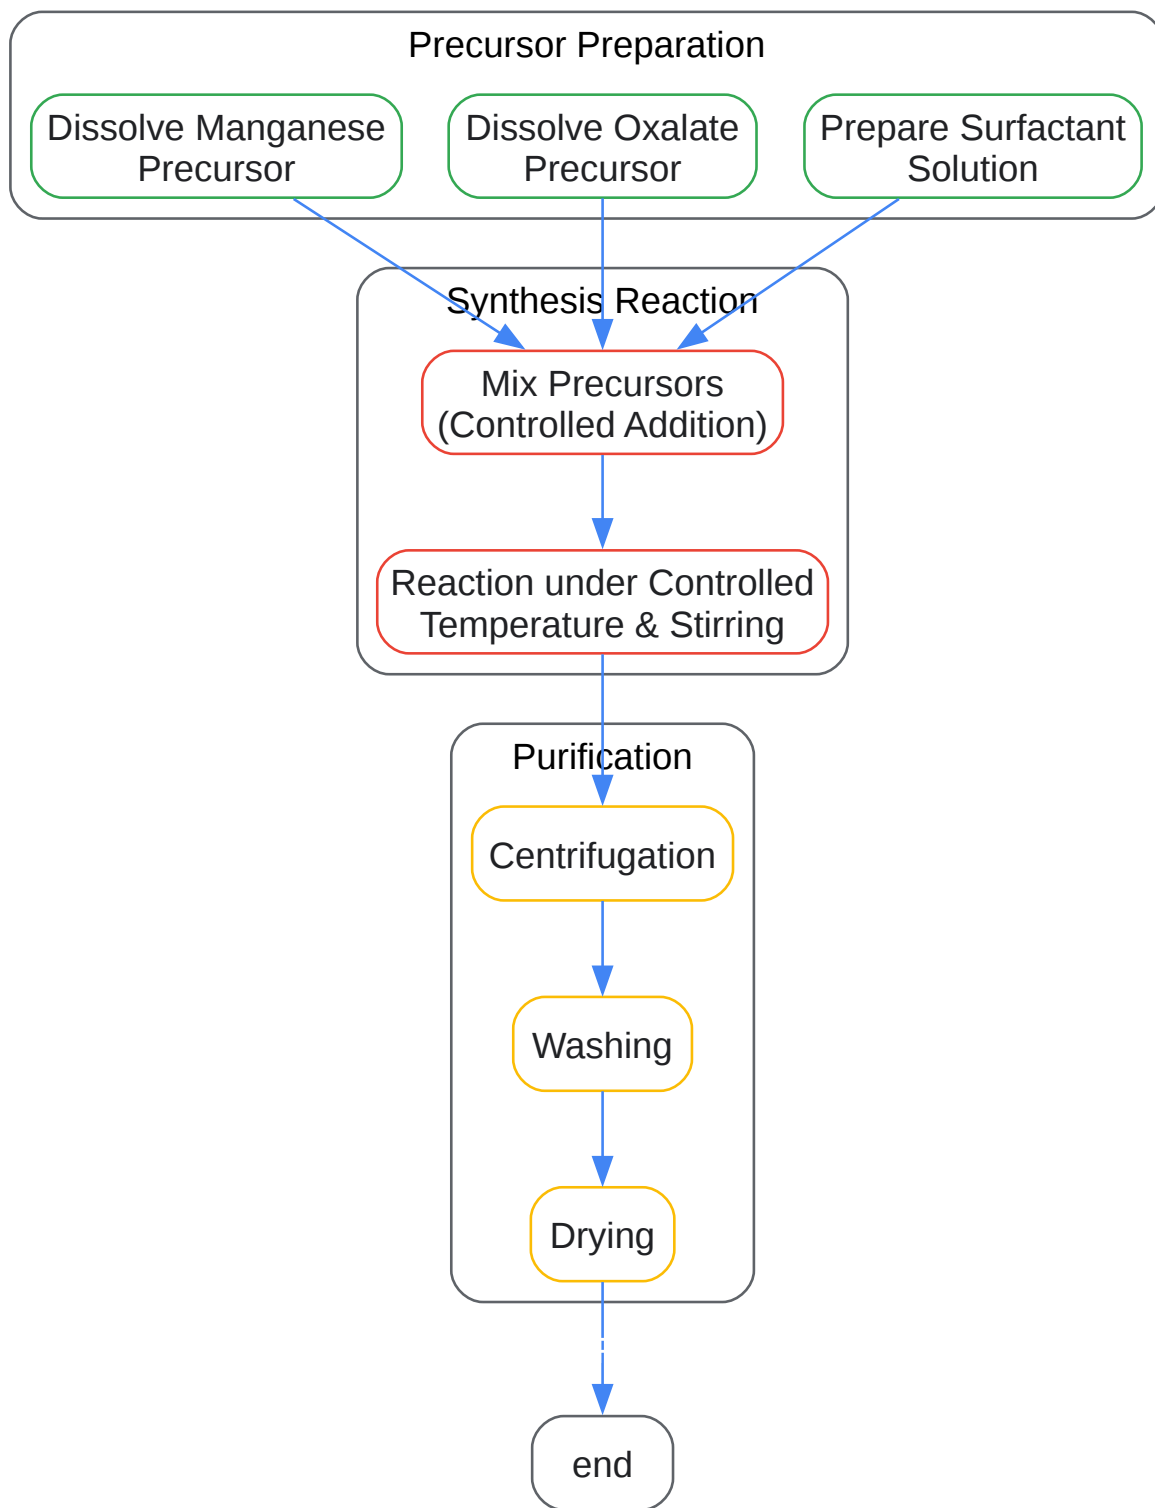 Precursor Preparation
Dissolve Manganese
Precursor
Dissolve Oxalate
Precursor
Prepare Surfactant
Solution
Synthesis Reaction
Mix Precursors
(Controlled Addition)
Reaction under Controlled
Temperature & Stirring
Purification
Centrifugation
Washing
Drying
end